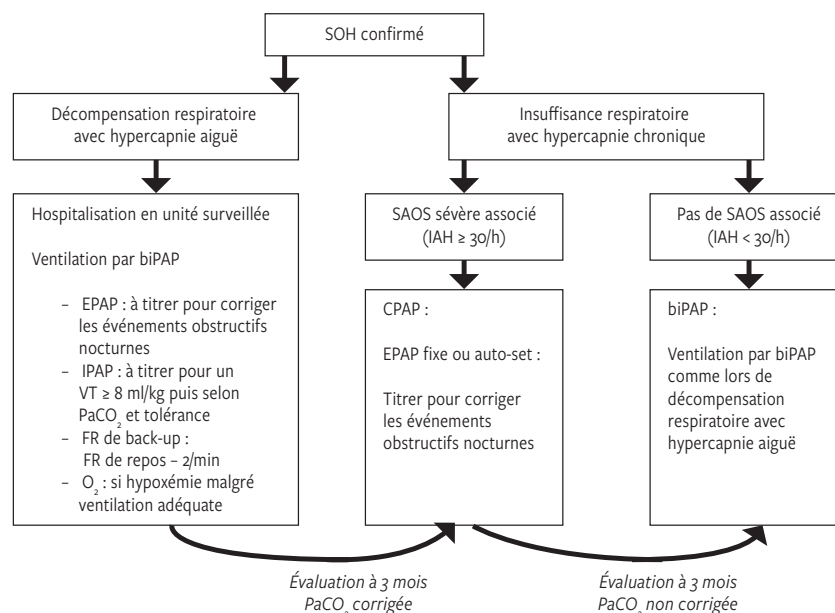 SOH confirmé
Décompensation respiratoire
avec hypercapnie aiguë
Insuffisance respiratoire
avec hypercapnie chronique
Hospitalisation en unité surveillée
Ventilation par biPAP
– EPAP : à titrer pour corriger
les événements obstructifs
nocturnes
– IPAP : à titrer pour un
VT ≥ 8 ml/kg puis selon
PaCO₂ et tolérance
– FR de back-up :
FR de repos – 2/min
– O₂ : si hypoxémie malgré
ventilation adéquate
SAOS sévère associé
(IAH ≥ 30/h)
CPAP :
EPAP fixe ou auto-set :
Titrer pour corriger
les événements
obstructifs nocturnes
Pas de SAOS associé
(IAH < 30/h)
biPAP :
Ventilation par biPAP
comme lors de
décompensation
respiratoire avec
hypercapnie aiguë
Évaluation à 3 mois
PaCO₂ corrigée
Évaluation à 3 mois
PaCO₂ non corrigée